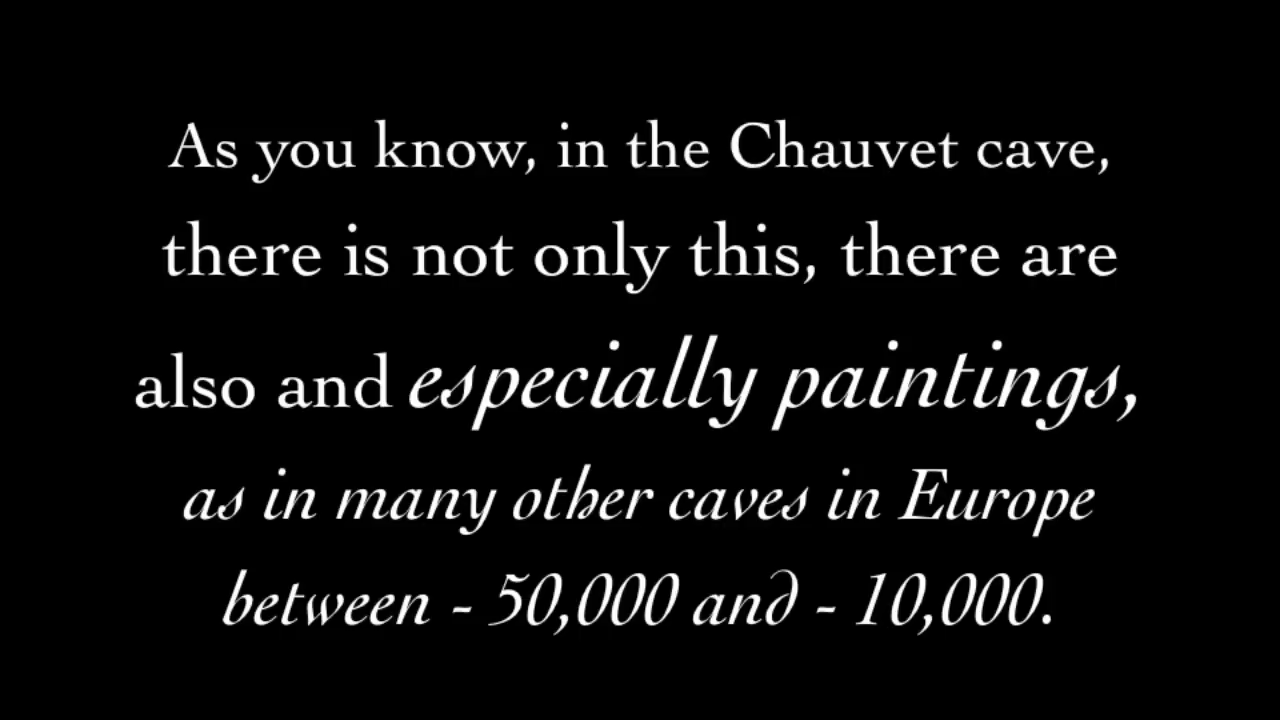 As you know, in the Chauvet cave,
there is not only this, there are
also and especially paintings,
as in many other caves in Europe
between - 50,000 and - 10,000.